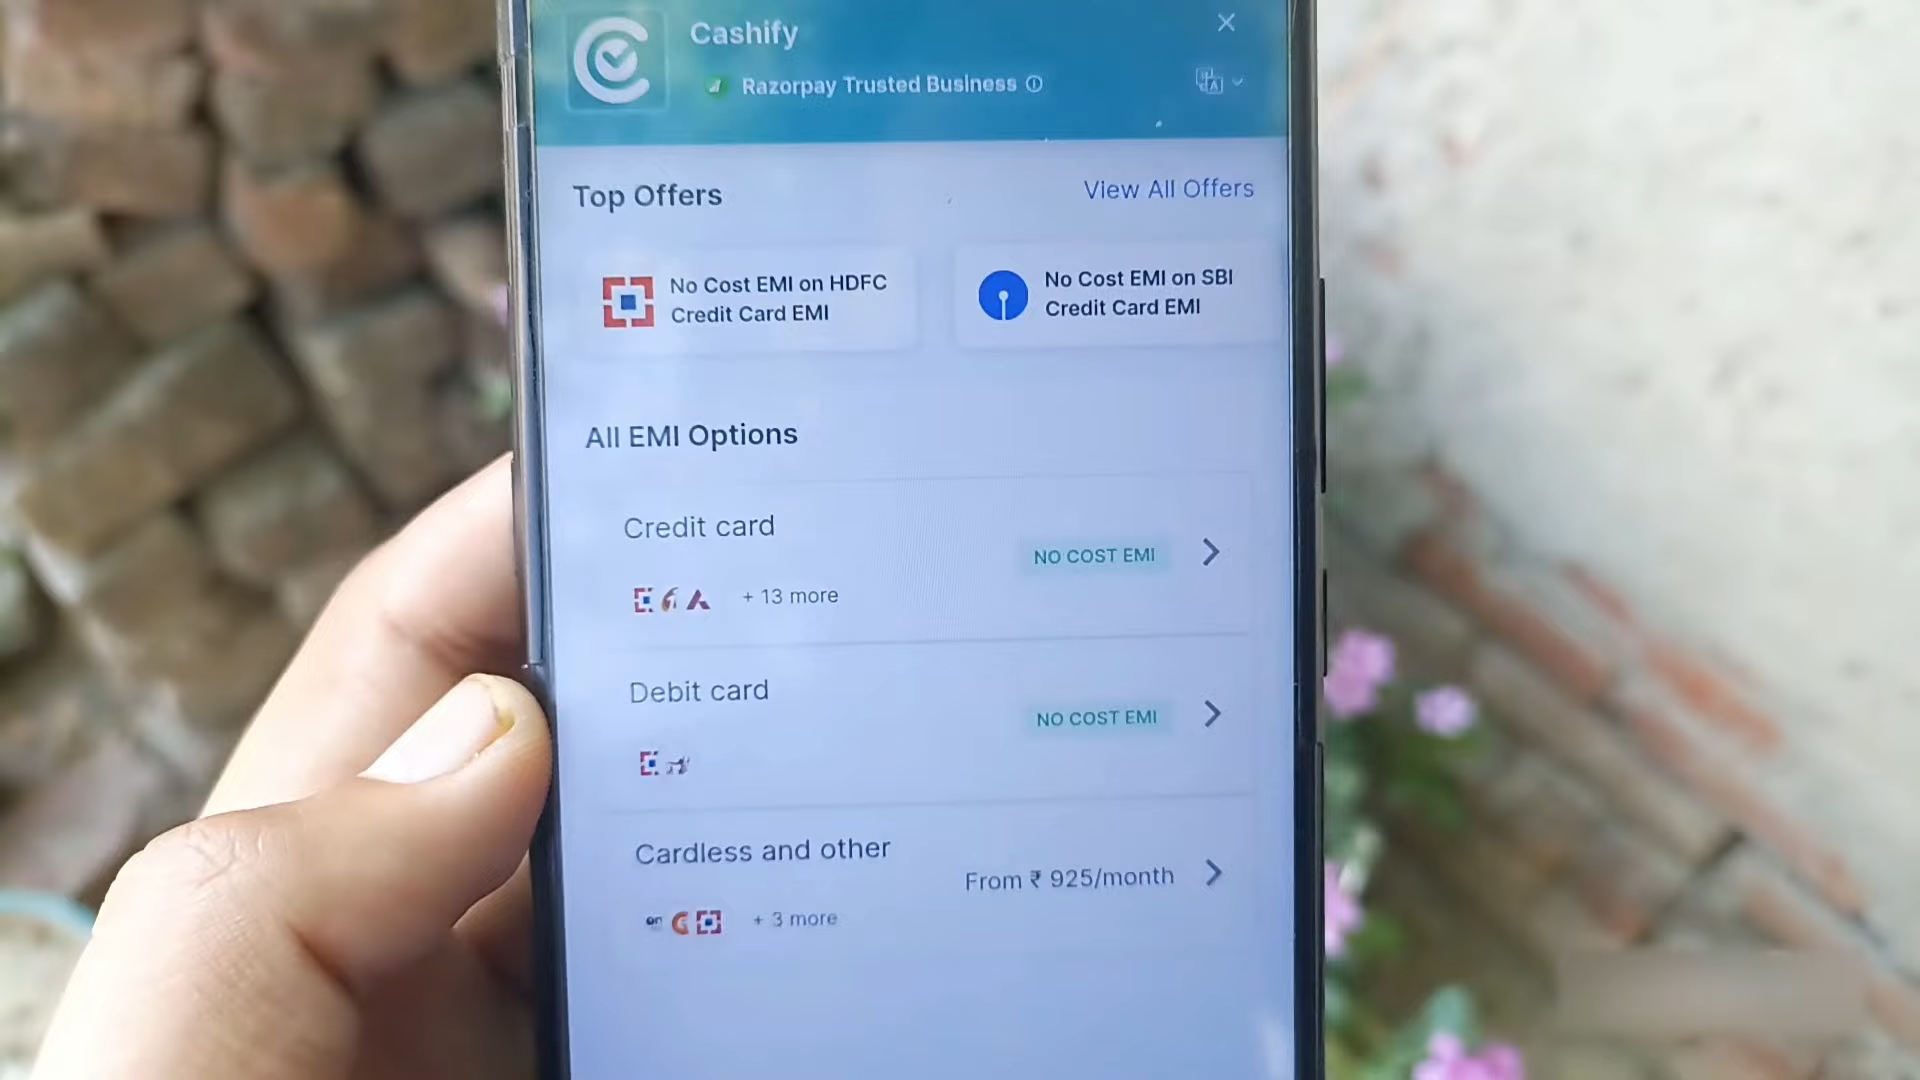 Cashify
Razorpay Trusted Business
Top Offers
View All Offers
No Cost EMI on HDFC
Credit Card EMI
No Cost EMI on SBI
Credit Card EMI
All EMI Options
Credit card
NO COST EMI
+ 13 more
Debit card
NO COST EMI
Cardless and other
From ₹ 925/month
+ 3 more